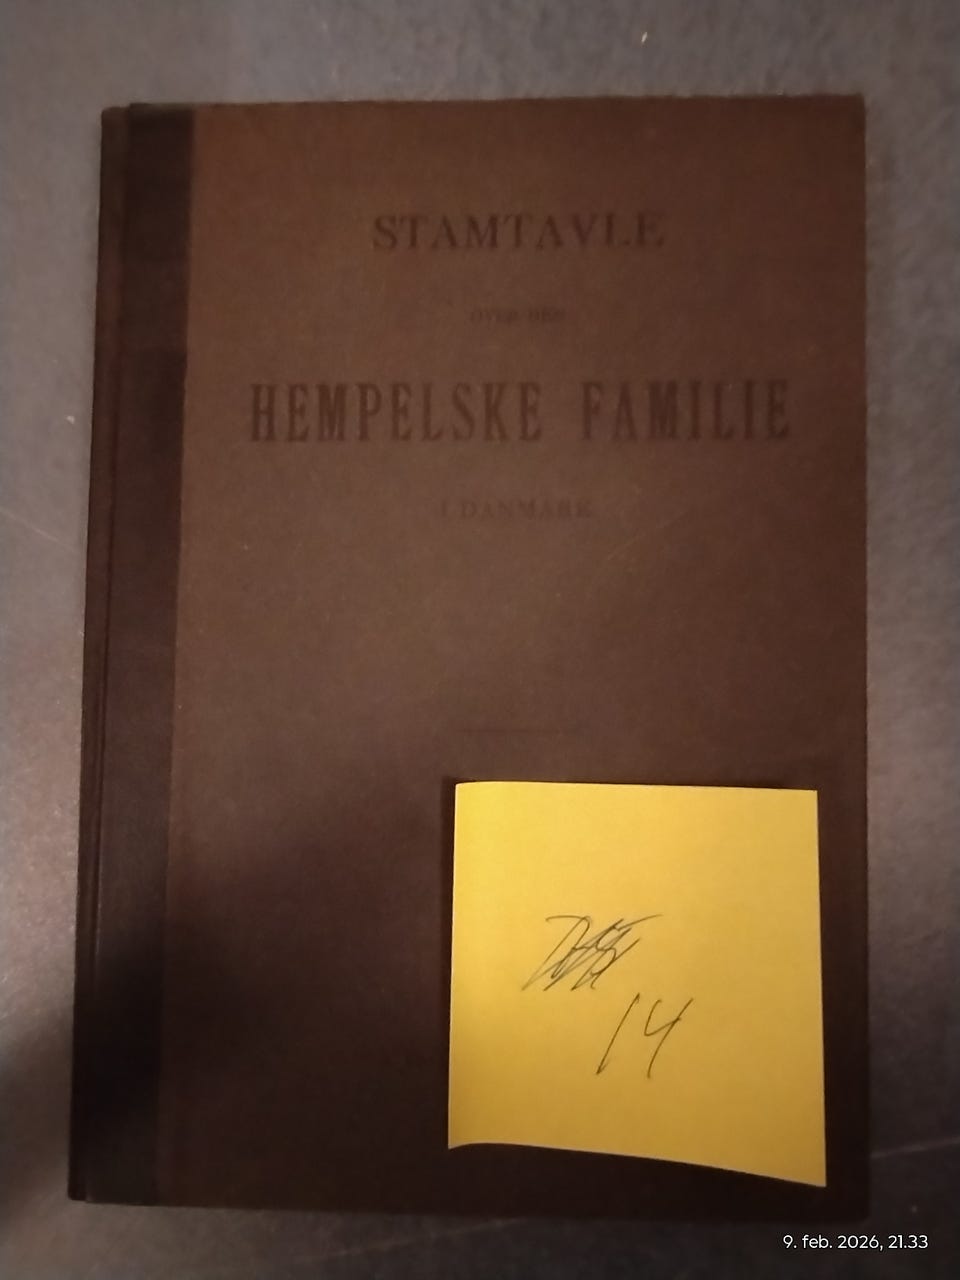 STAMTAVLE
OVER DEN
HEMPELSKE FAMILIE
I DANMARK
14
9. feb. 2026, 21.33